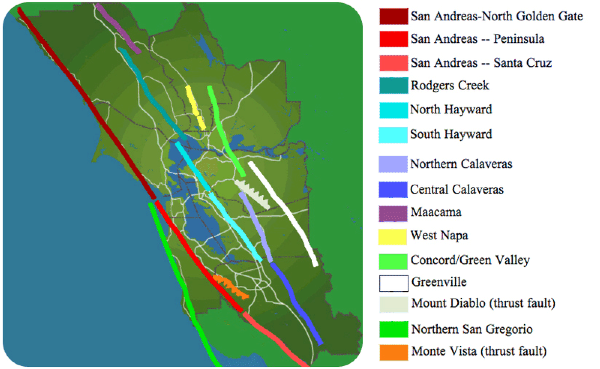 San Andreas-North Golden Gate
San Andreas -- Peninsula
San Andreas -- Santa Cruz
Rodgers Creek
North Hayward
South Hayward
Northern Calaveras
Central Calaveras
Maacama
West Napa
Concord/Green Valley
Greenville
Mount Diablo (thrust fault)
Northern San Gregorio
Monte Vista (thrust fault)